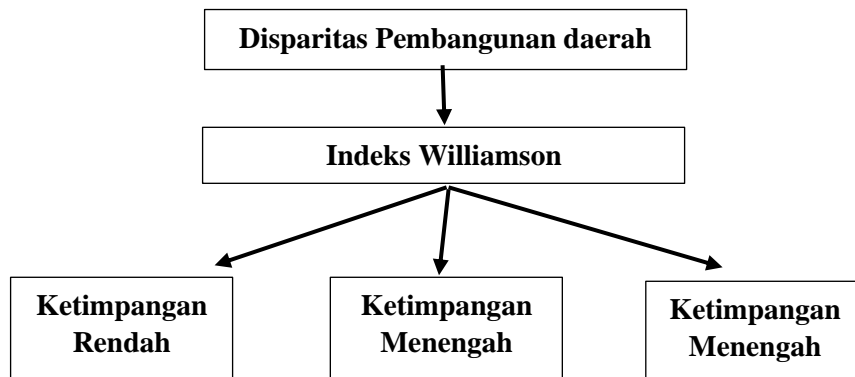 Disparitas Pembangunan daerah
Indeks Williamson
Ketimpangan
Rendah
Ketimpangan
Menengah
Ketimpangan
Menengah